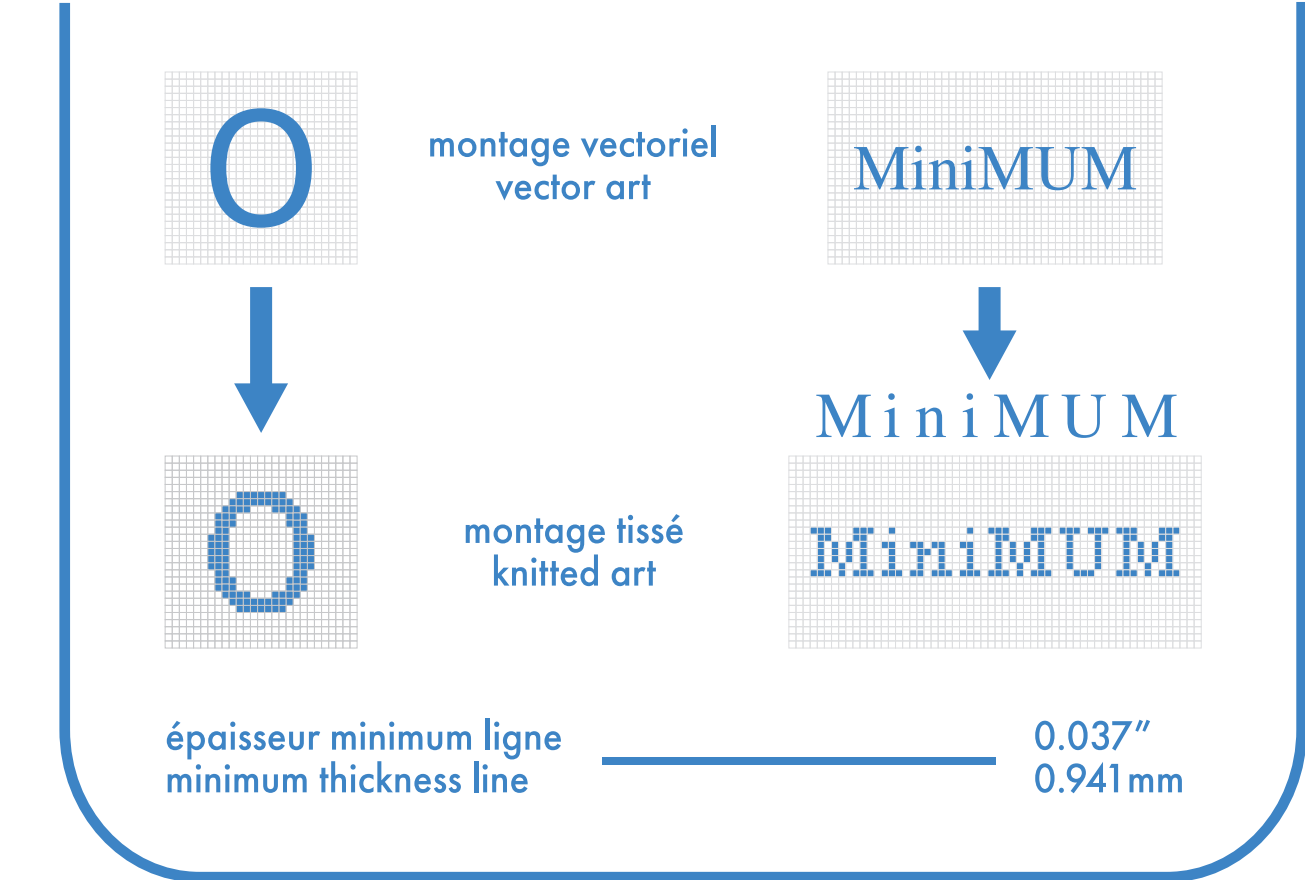 O
montage vectoriel
vector art
MiniMUM
MiniMUM
O
montage tissé
knitted art
MiniMUM
épaisseur minimum ligne
minimum thickness line
0.037″
0.941mm